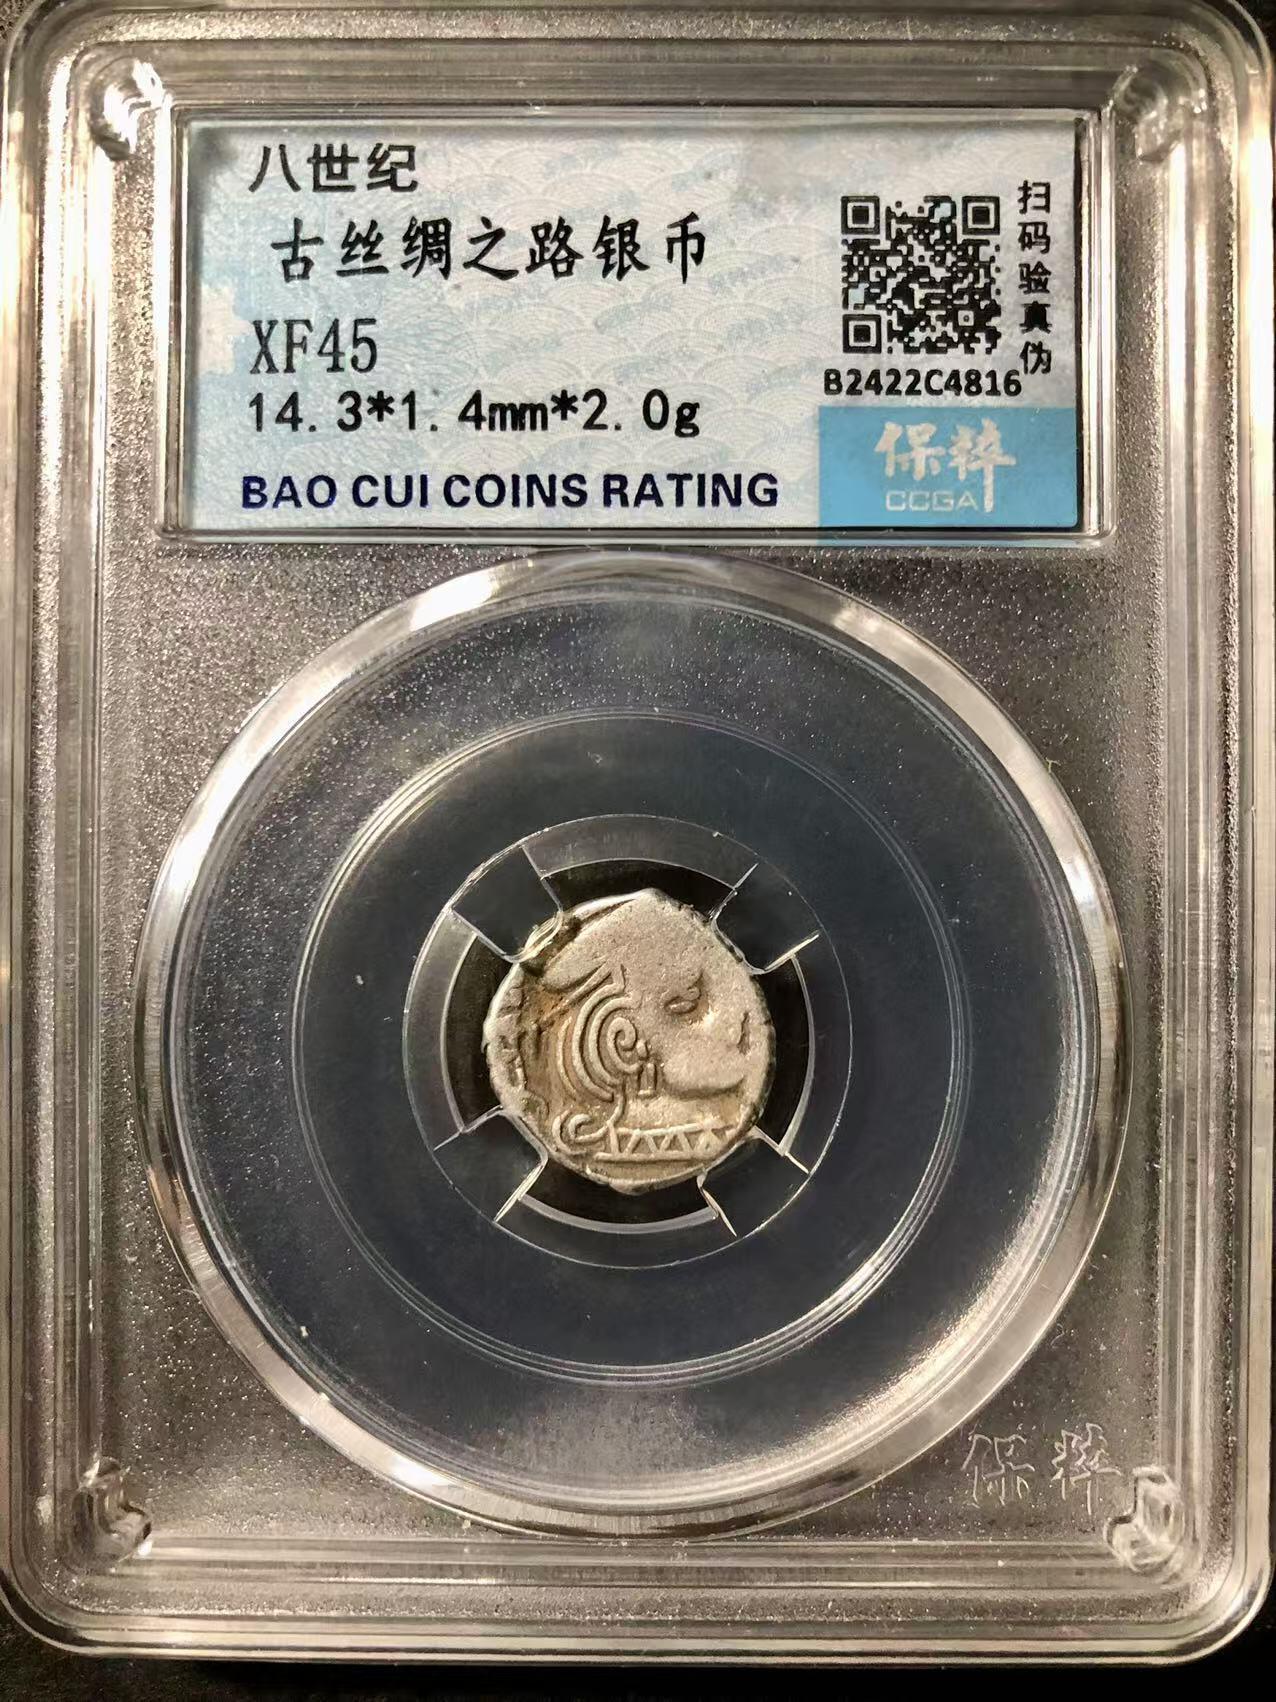 八世纪
古丝绸之路银币
XF45
14.3*1.4mm*2.0g
BAO CUI COINS RATING
扫码验真伪
B2422C4816
保粹
CCGA
保粹